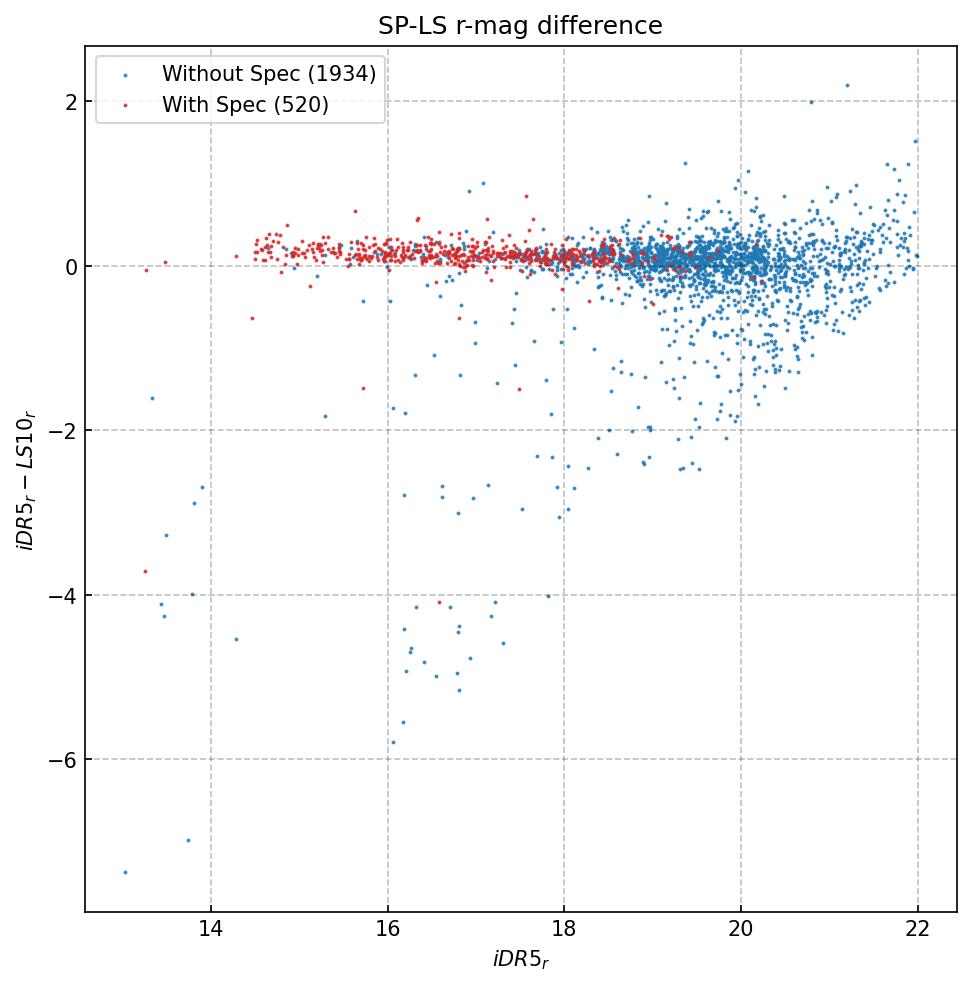 SP-LS r-mag difference
Without Spec (1934)
With Spec (520)
2
0
−2
−4
−6
iDR5r − LS10r
14 16 18 20 22
iDR5r